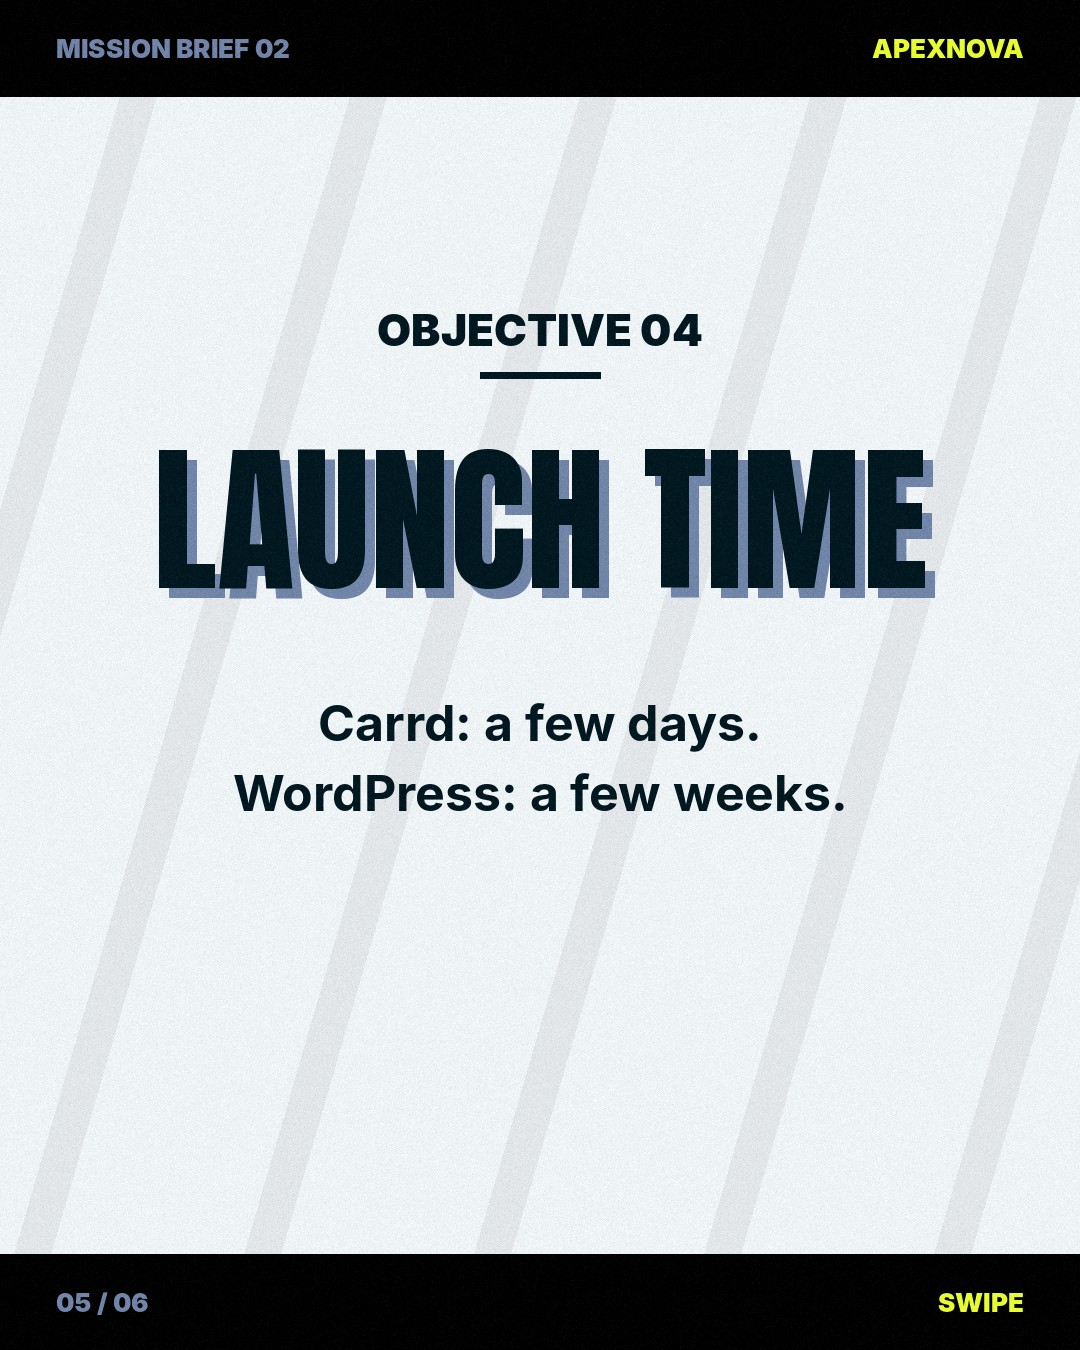 MISSION BRIEF 02
APEXNOVA
OBJECTIVE 04
LAUNCH TIME
Carrd: a few days.
WordPress: a few weeks.
05 / 06
SWIPE